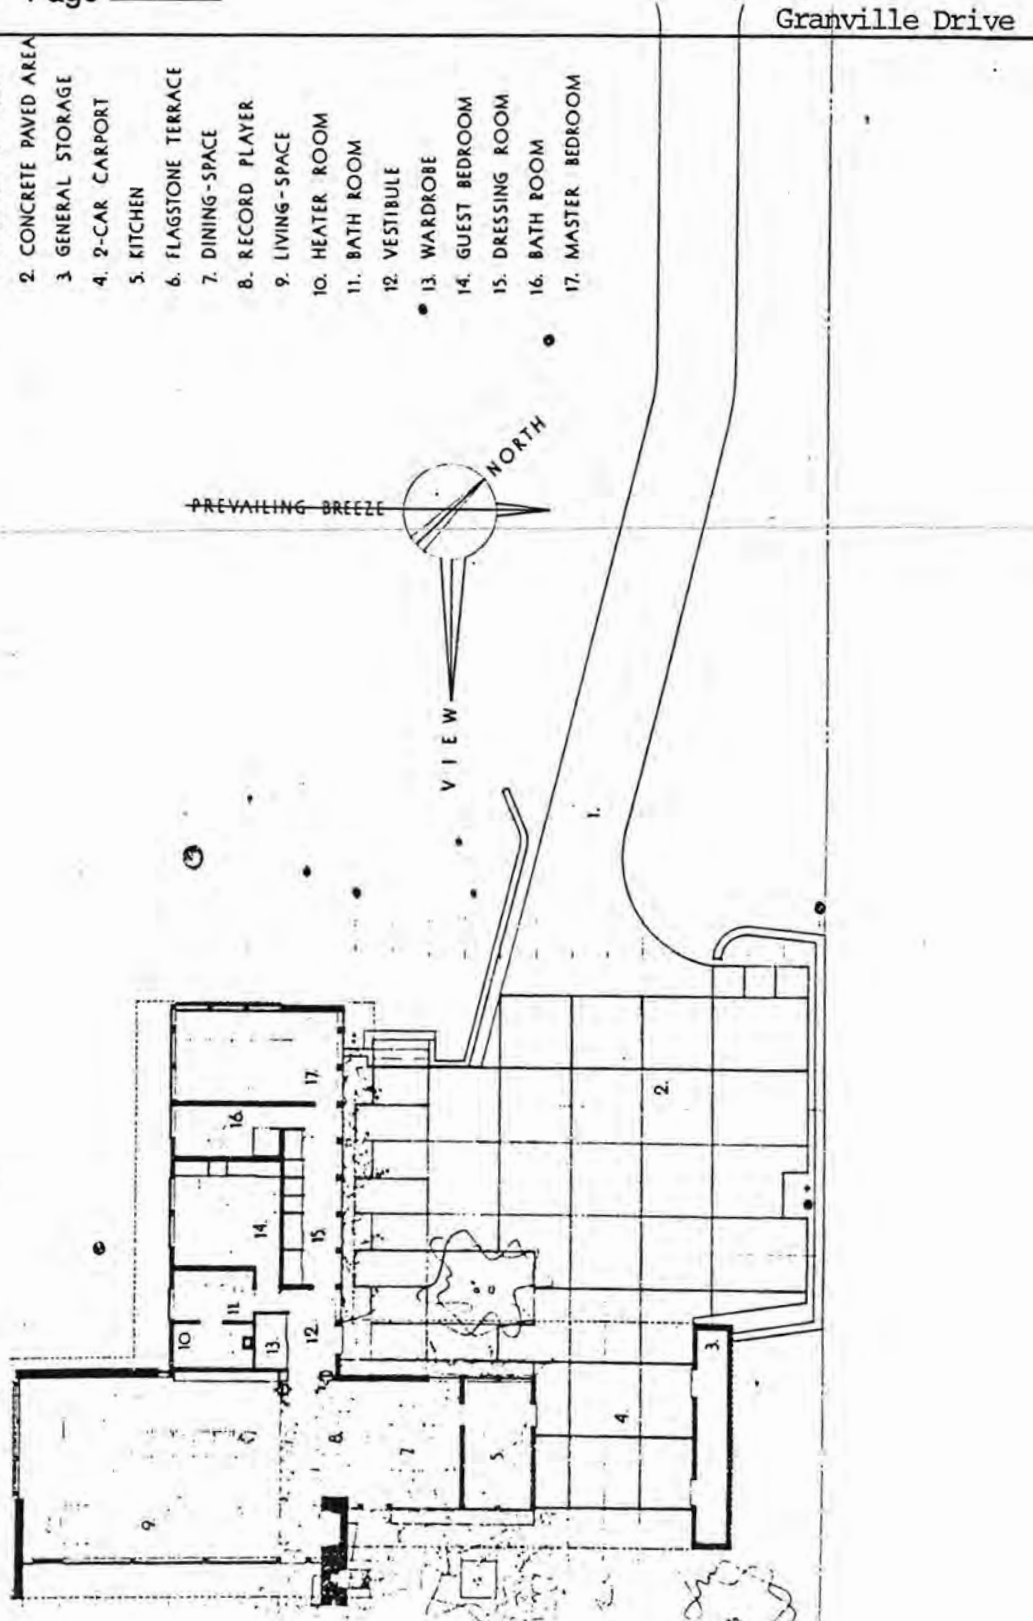 Granville Drive
2. CONCRETE PAVED AREA
3. GENERAL STORAGE
4. 2-CAR CARPORT
5. KITCHEN
6. FLAGSTONE TERRACE
7. DINING-SPACE
8. RECORD PLAYER
9. LIVING-SPACE
10. HEATER ROOM
11. BATH ROOM
12. VESTIBULE
13. WARDROBE
14. GUEST BEDROOM
15. DRESSING ROOM
16. BATH ROOM
17. MASTER BEDROOM
PREVAILING BREEZE
NORTH
VIEW
1.
2.
3.
4.
5.
7.
8.
9.
10.
11.
12.
13.
14.
15.
16.
17.